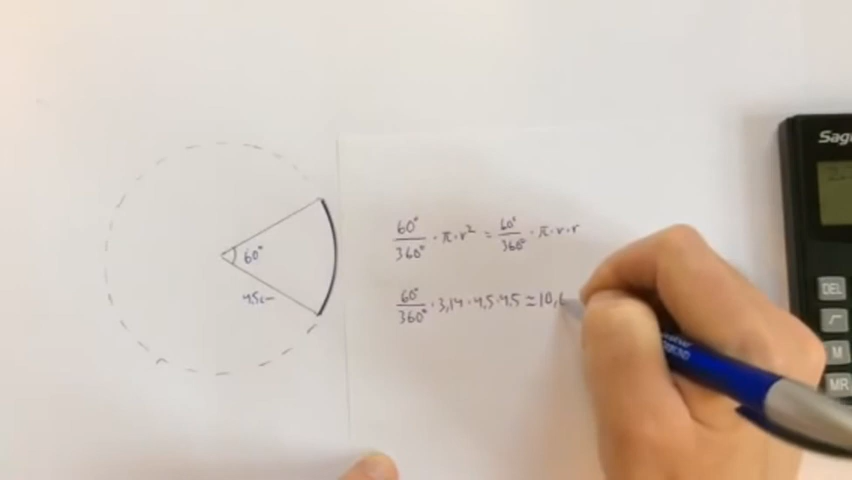 60°
4,5cm
60°/360° · π · r² = 60°/360° · π · r · r
60°/360° · 3,14 · 4,5 · 4,5 ≈ 10,6
Sag
DEL
√
M
MR